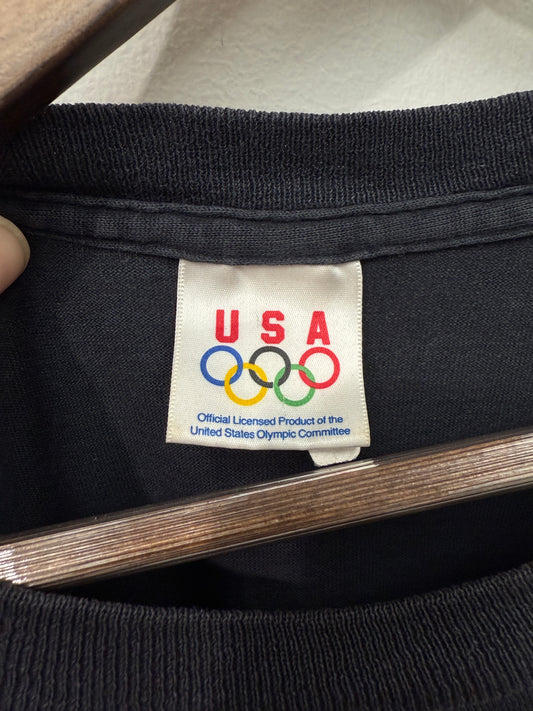 USA
Official Licensed Product of the
United States Olympic Committee